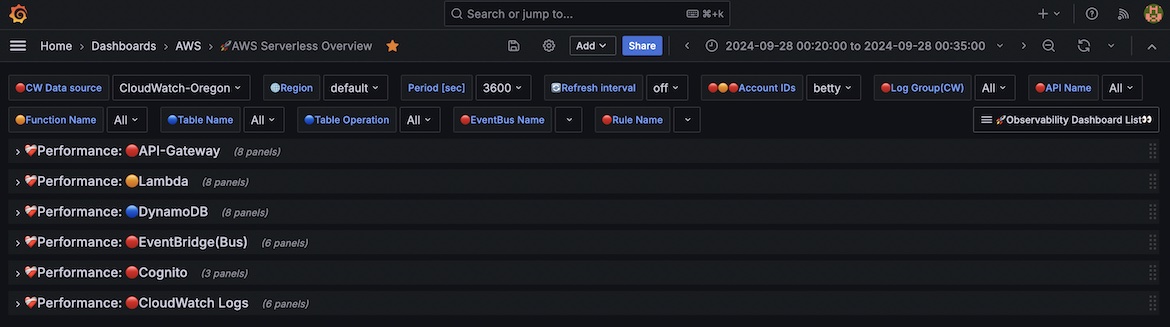 Search or jump to... ⌘+k
Home › Dashboards › AWS › 🚀AWS Serverless Overview Add Share 2024-09-28 00:20:00 to 2024-09-28 00:35:00
🔴CW Data source CloudWatch-Oregon 🌐Region default Period [sec] 3600 🔄Refresh interval off 🔴🟠🔴Account IDs betty 🔴Log Group(CW) All 🔴API Name All
🟠Function Name All 🔵Table Name All 🔵Table Operation All 🔴EventBus Name 🔴Rule Name 🚀Observability Dashboard List👀
› 💝Performance: 🔴API-Gateway (8 panels)
› 💝Performance: 🟠Lambda (8 panels)
› 💝Performance: 🔵DynamoDB (8 panels)
› 💝Performance: 🔴EventBridge(Bus) (6 panels)
› 💝Performance: 🔴Cognito (3 panels)
› 💝Performance: 🔴CloudWatch Logs (6 panels)